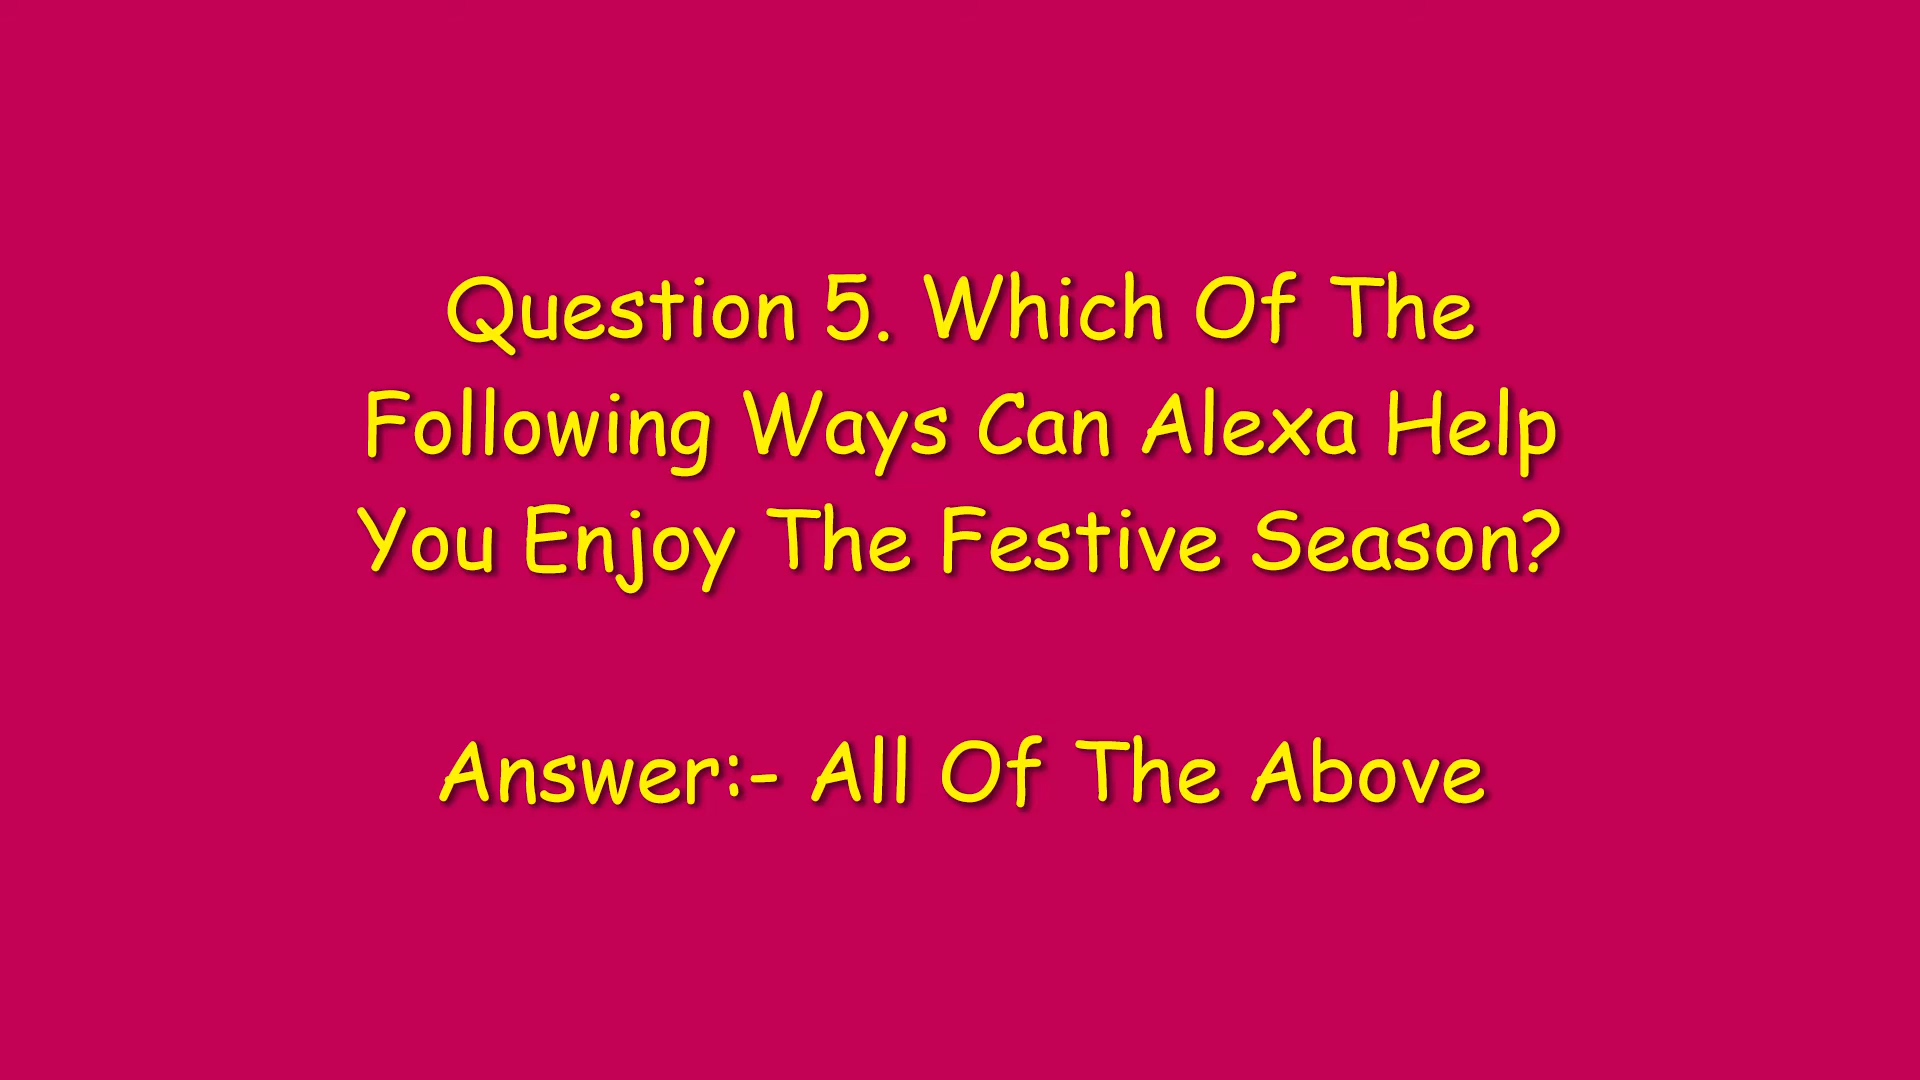 Question 5. Which Of The
Following Ways Can Alexa Help
You Enjoy The Festive Season?
Answer:- All Of The Above